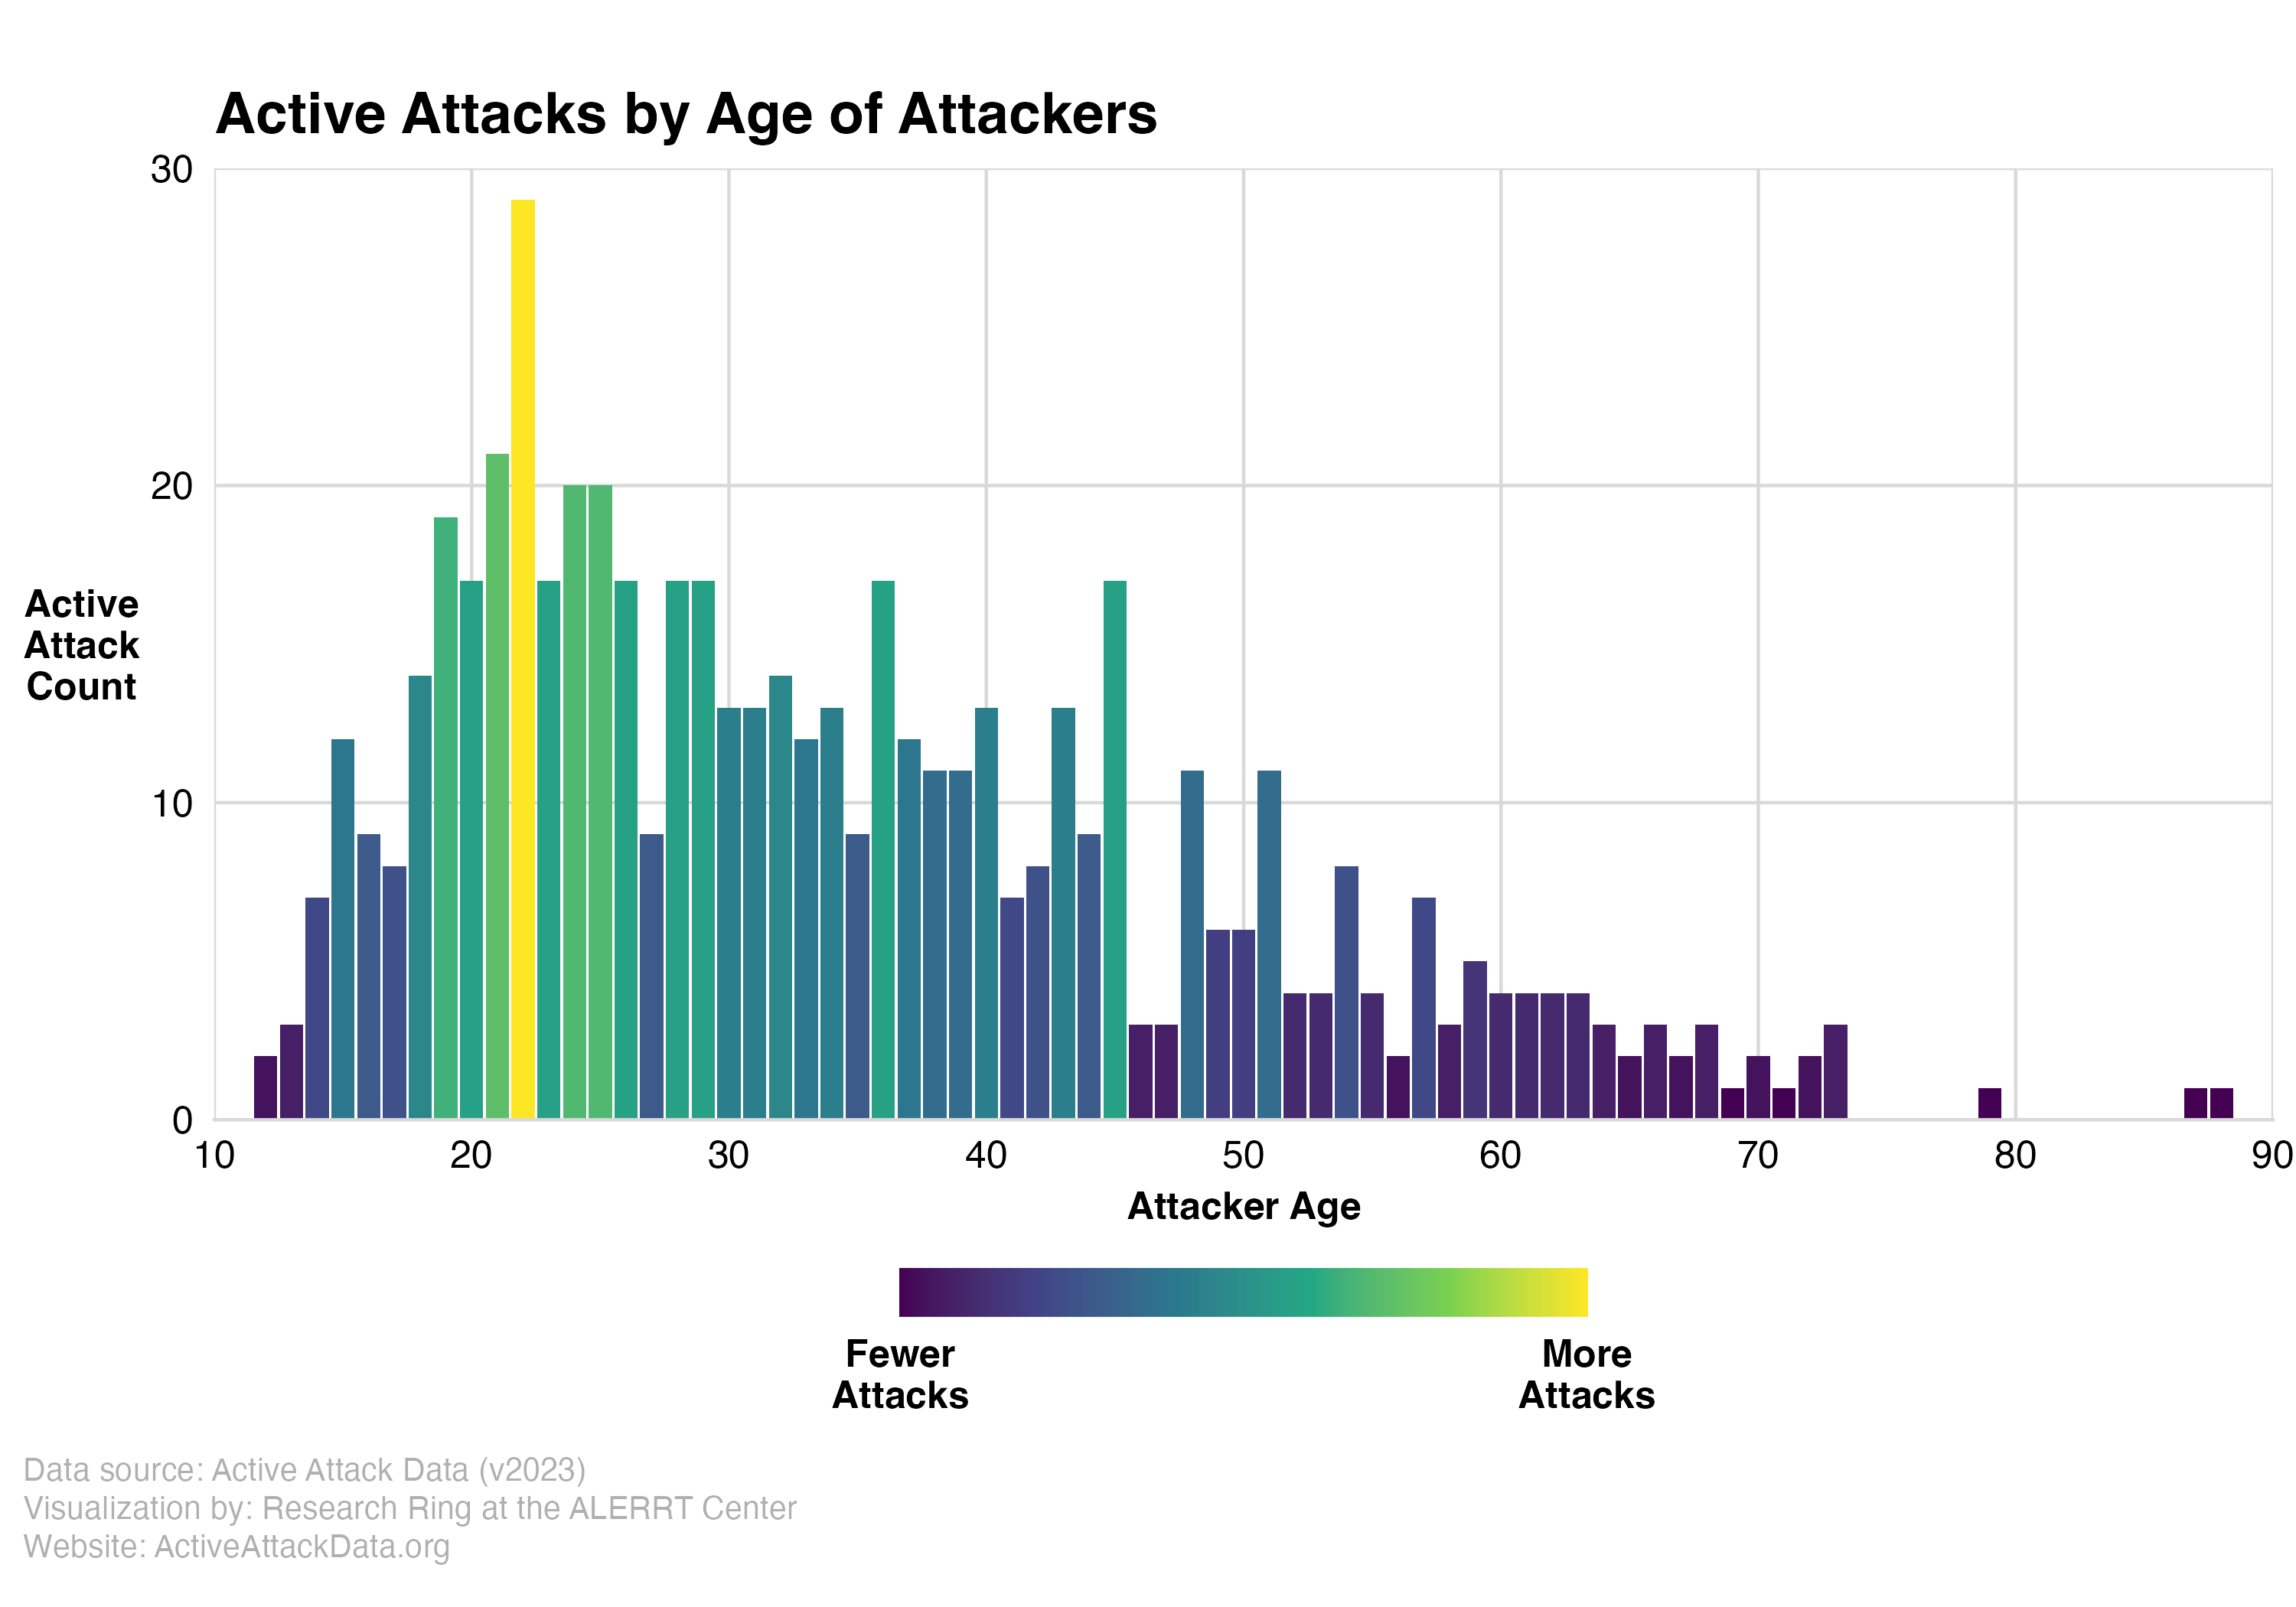 Active Attacks by Age of Attackers
30
20
10
0
Active
Attack
Count
10 20 30 40 50 60 70 80 90
Attacker Age
Fewer
Attacks
More
Attacks
Data source: Active Attack Data (v2023)
Visualization by: Research Ring at the ALERRT Center
Website: ActiveAttackData.org